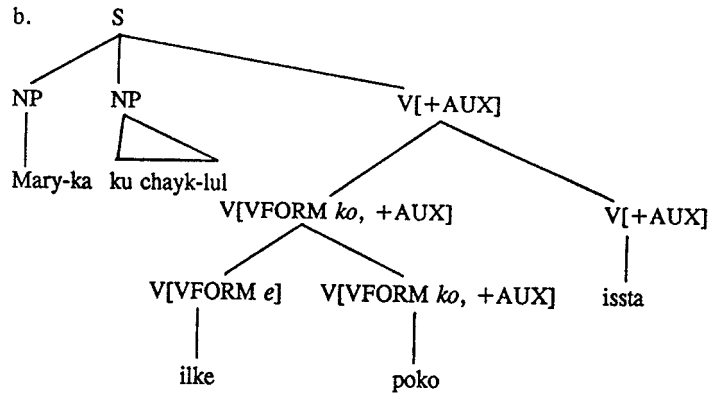 b. S
NP NP V[+AUX]
Mary-ka ku chayk-lul
V[VFORM ko, +AUX] V[+AUX]
V[VFORM e] V[VFORM ko, +AUX] issta
ilke poko